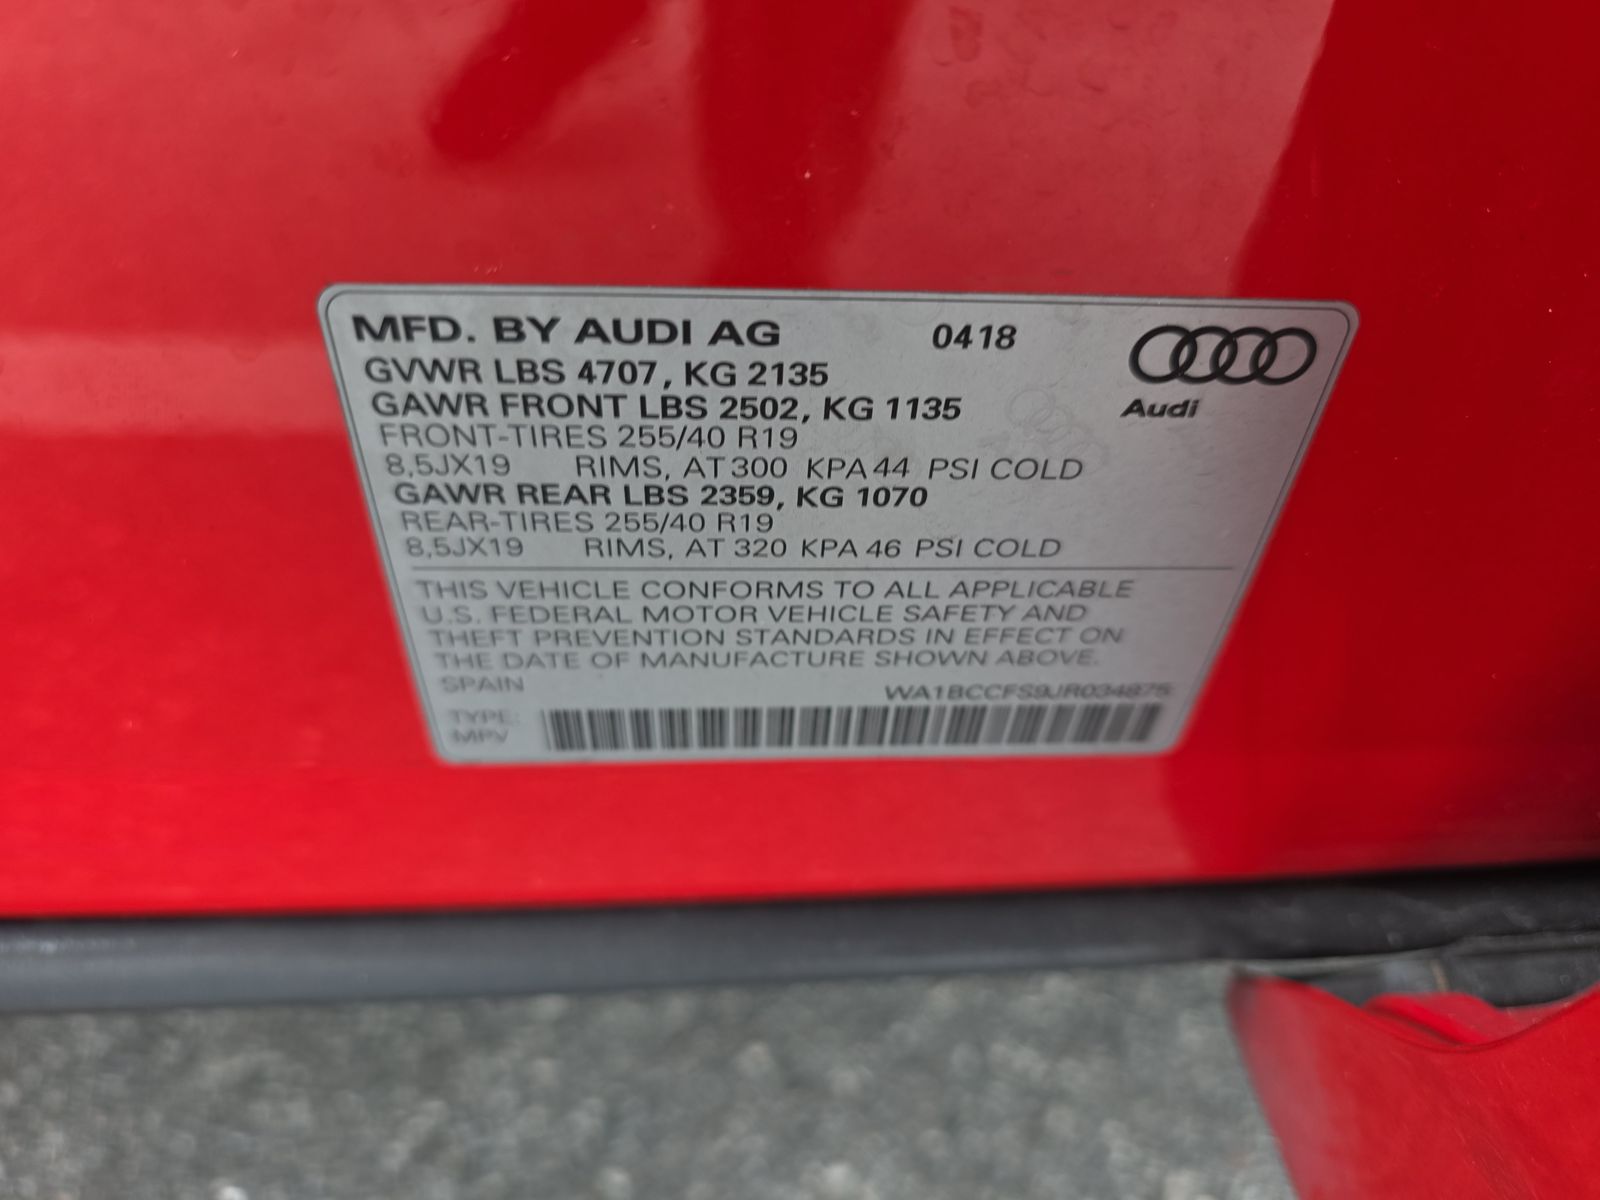 MFD. BY AUDI AG 0418
GVWR LBS 4707, KG 2135
GAWR FRONT LBS 2502, KG 1135
Audi
FRONT-TIRES 255/40 R19
8,5JX19 RIMS, AT 300 KPA 44 PSI COLD
GAWR REAR LBS 2359, KG 1070
REAR-TIRES 255/40 R19
8,5JX19 RIMS, AT 320 KPA 46 PSI COLD
THIS VEHICLE CONFORMS TO ALL APPLICABLE
U.S. FEDERAL MOTOR VEHICLE SAFETY AND
THEFT PREVENTION STANDARDS IN EFFECT ON
THE DATE OF MANUFACTURE SHOWN ABOVE.
SPAIN WA1BCCFS9JR034875
TYPE:
MPV